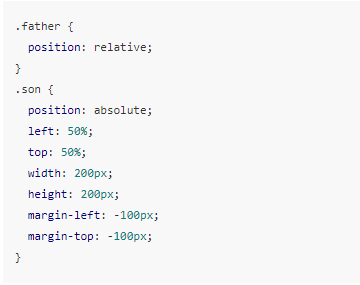 .father {
  position: relative;
}
.son {
  position: absolute;
  left: 50%;
  top: 50%;
  width: 200px;
  height: 200px;
  margin-left: -100px;
  margin-top: -100px;
}